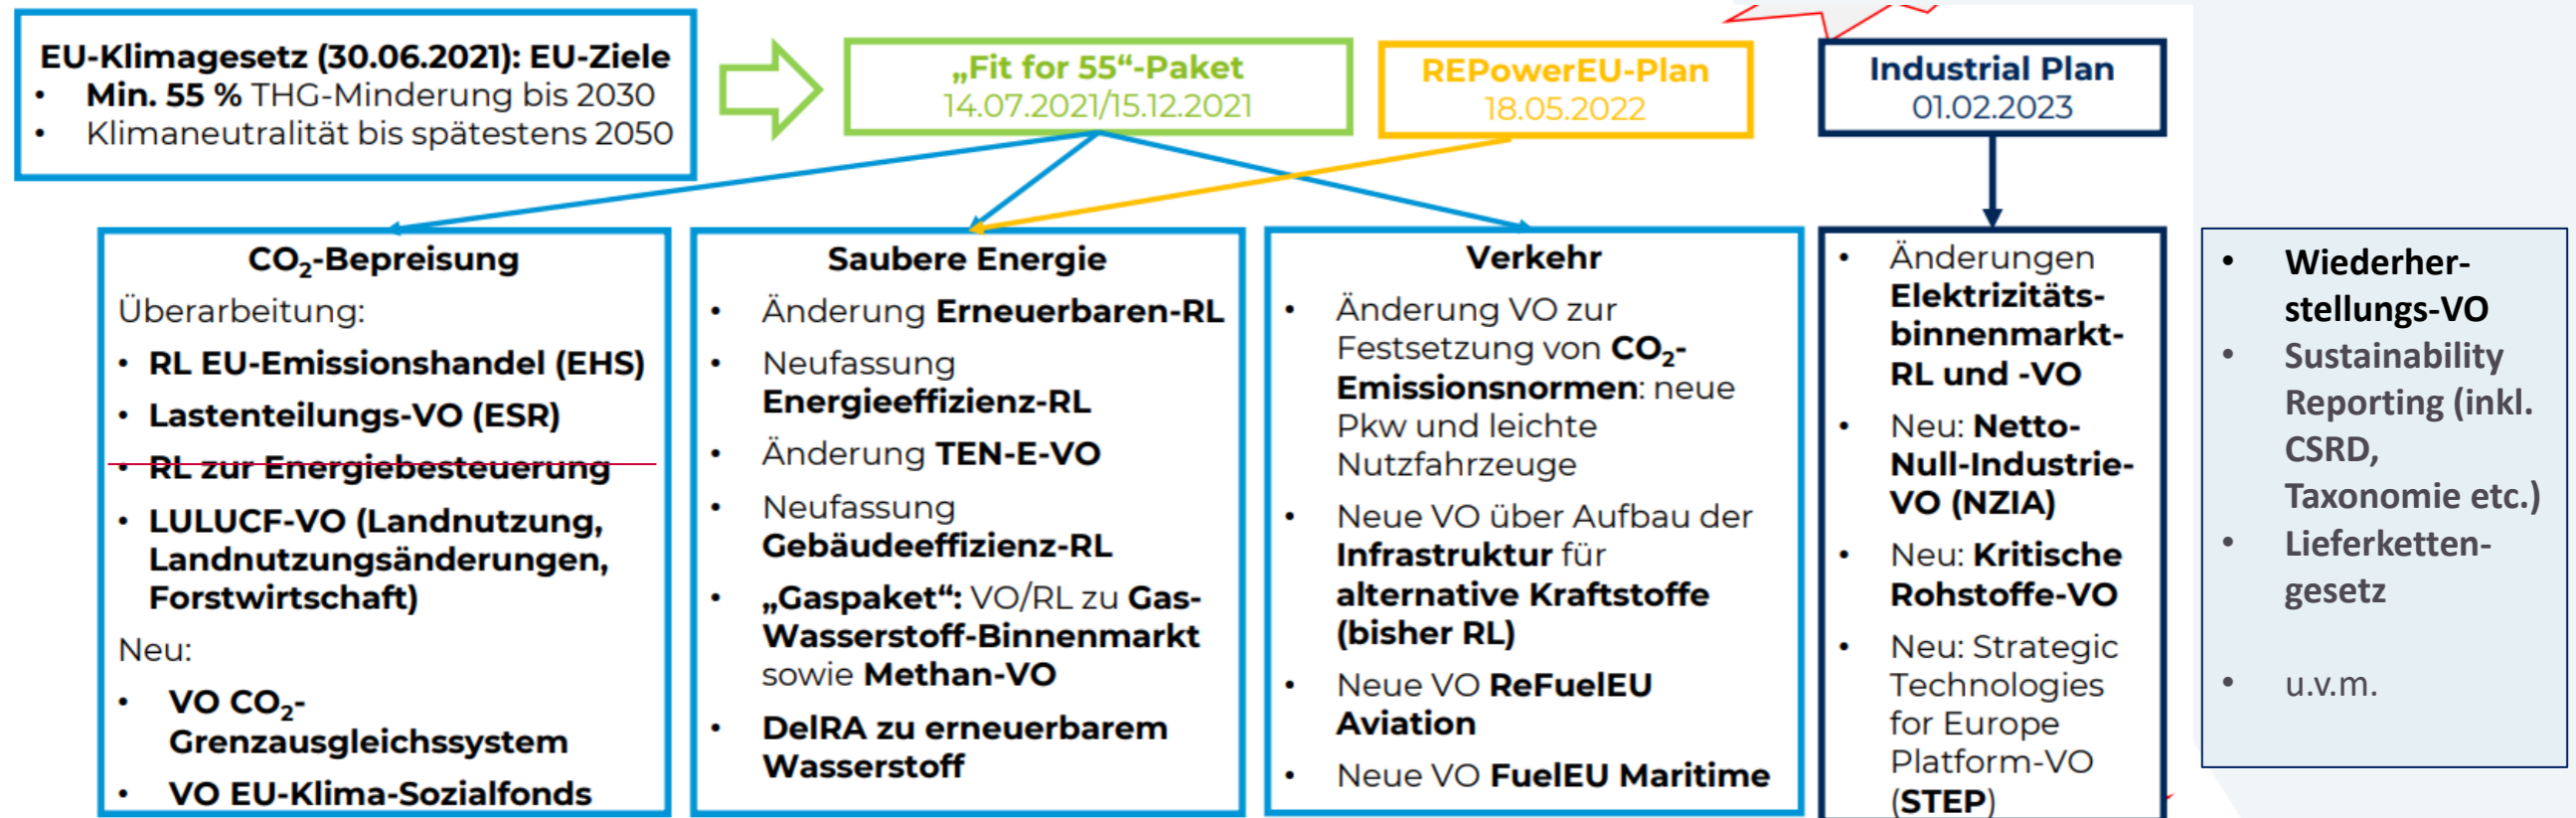 EU-Klimagesetz (30.06.2021): EU-Ziele
• Min. 55 % THG-Minderung bis 2030
• Klimaneutralität bis spätestens 2050
„Fit for 55“-Paket
14.07.2021/15.12.2021
REPowerEU-Plan
18.05.2022
Industrial Plan
01.02.2023
CO₂-Bepreisung
Überarbeitung:
• RL EU-Emissionshandel (EHS)
• Lastenteilungs-VO (ESR)
• RL zur Energiebesteuerung
• LULUCF-VO (Landnutzung,
Landnutzungsänderungen,
Forstwirtschaft)
Neu:
• VO CO₂-
Grenzausgleichssystem
• VO EU-Klima-Sozialfonds
Saubere Energie
• Änderung Erneuerbaren-RL
• Neufassung
Energieeffizienz-RL
• Änderung TEN-E-VO
• Neufassung
Gebäudeeffizienz-RL
• „Gaspaket“: VO/RL zu Gas-
Wasserstoff-Binnenmarkt
sowie Methan-VO
• DelRA zu erneuerbarem
Wasserstoff
Verkehr
• Änderung VO zur
Festsetzung von CO₂-
Emissionsnormen: neue
Pkw und leichte
Nutzfahrzeuge
• Neue VO über Aufbau der
Infrastruktur für
alternative Kraftstoffe
(bisher RL)
• Neue VO ReFuelEU
Aviation
• Neue VO FuelEU Maritime
• Änderungen
Elektrizitäts-
binnenmarkt-
RL und -VO
• Neu: Netto-
Null-Industrie-
VO (NZIA)
• Neu: Kritische
Rohstoffe-VO
• Neu: Strategic
Technologies
for Europe
Platform-VO
(STEP)
• Wiederher-
stellungs-VO
• Sustainability
Reporting (inkl.
CSRD,
Taxonomie etc.)
• Lieferketten-
gesetz
• u.v.m.